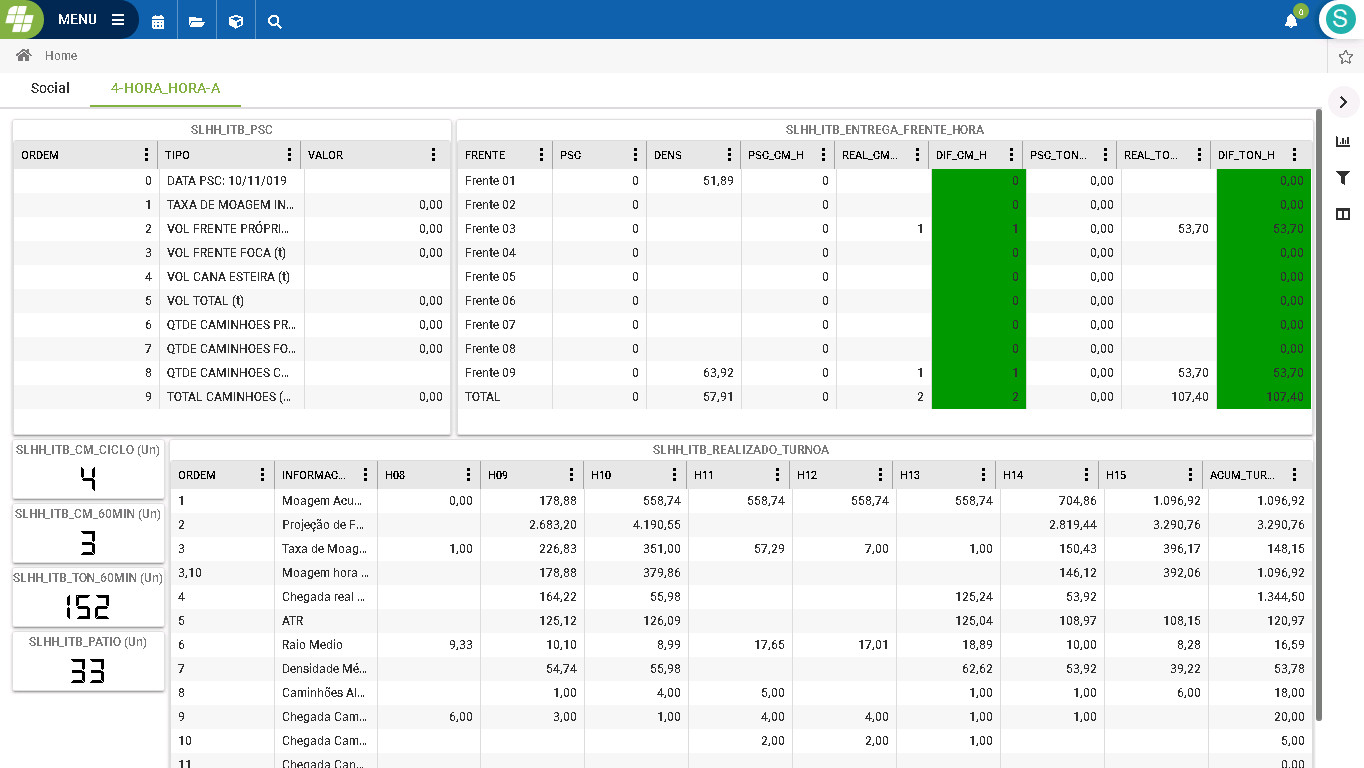 MENU
0
S
Home
Social 4-HORA_HORA-A
SLHH_ITB_PSC
ORDEM TIPO VALOR
0 DATA PSC: 10/11/019
1 TAXA DE MOAGEM IN... 0,00
2 VOL FRENTE PRÓPRI... 0,00
3 VOL FRENTE FOCA (t) 0,00
4 VOL CANA ESTEIRA (t)
5 VOL TOTAL (t) 0,00
6 QTDE CAMINHOES PR... 0,00
7 QTDE CAMINHOES FO... 0,00
8 QTDE CAMINHOES C...
9 TOTAL CAMINHOES (... 0,00
SLHH_ITB_ENTREGA_FRENTE_HORA
FRENTE PSC DENS PSC_CM_H REAL_CM... DIF_CM_H PSC_TON... REAL_TO... DIF_TON_H
Frente 01 0 51,89 0 0 0,00 0,00
Frente 02 0 0 0 0,00 0,00
Frente 03 0 0 1 1 0,00 53,70 53,70
Frente 04 0 0 0 0,00 0,00
Frente 05 0 0 0 0,00 0,00
Frente 06 0 0 0 0,00 0,00
Frente 07 0 0 0 0,00 0,00
Frente 08 0 0 0 0,00 0,00
Frente 09 0 63,92 0 1 1 0,00 53,70 53,70
TOTAL 0 57,91 0 2 2 0,00 107,40 107,40
SLHH_ITB_CM_CICLO (Un)
4
SLHH_ITB_CM_60MIN (Un)
3
SLHH_ITB_TON_60MIN (Un)
152
SLHH_ITB_PATIO (Un)
33
SLHH_ITB_REALIZADO_TURNOA
ORDEM INFORMAC... H08 H09 H10 H11 H12 H13 H14 H15 ACUM_TUR...
1 Moagem Acu... 0,00 178,88 558,74 558,74 558,74 558,74 704,86 1.096,92 1.096,92
2 Projeção de F... 2.683,20 4.190,55 2.819,44 3.290,76 3.290,76
3 Taxa de Moag... 1,00 226,83 351,00 57,29 7,00 1,00 150,43 396,17 148,15
3,10 Moagem hora ... 178,88 379,86 146,12 392,06 1.096,92
4 Chegada real ... 164,22 55,98 125,24 53,92 1.344,50
5 ATR 125,12 126,09 125,04 108,97 108,15 120,97
6 Raio Medio 9,33 10,10 8,99 17,65 17,01 18,89 10,00 8,28 16,59
7 Densidade Mé... 54,74 55,98 62,62 53,92 39,22 53,78
8 Caminhões Al... 1,00 4,00 5,00 1,00 1,00 6,00 18,00
9 Chegada Cam... 6,00 3,00 1,00 4,00 4,00 1,00 1,00 20,00
10 Chegada Cam... 2,00 2,00 1,00 5,00
11 Chegada Can... 0,00